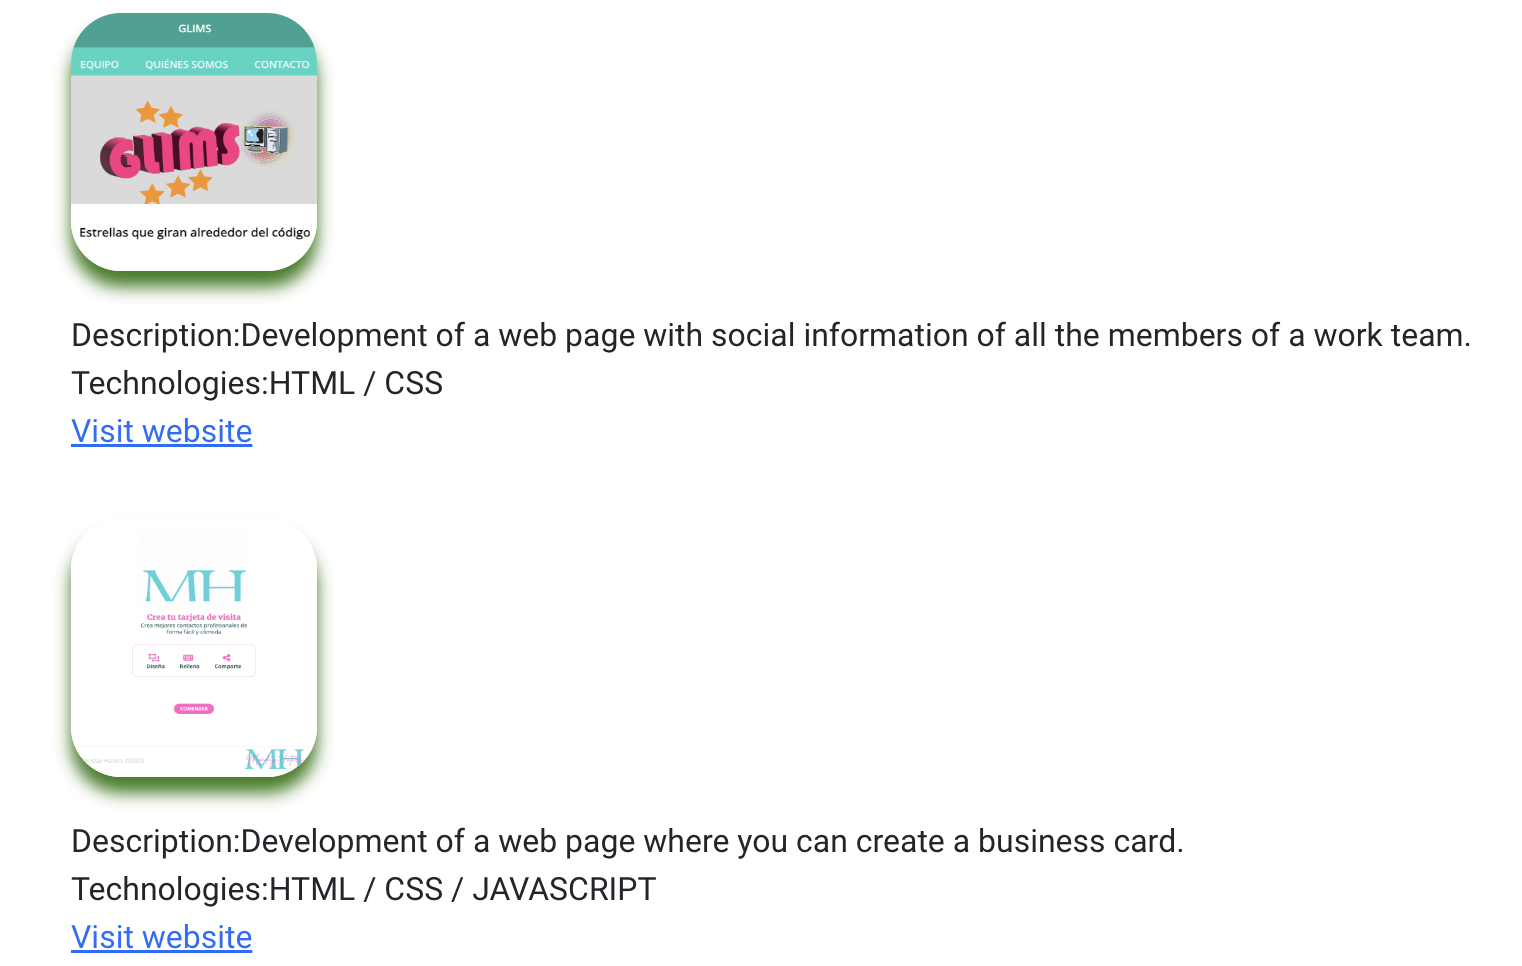 GLIMS
EQUIPO QUIÉNES SOMOS CONTACTO
GLIMS
Estrellas que giran alrededor del código
Description:Development of a web page with social information of all the members of a work team.
Technologies:HTML / CSS
Visit website
MH
Crea tu tarjeta de visita
Crea mejores contactos profesionales de
forma fácil y cómoda
Diseña Rellena Comparte
COMENZAR
Haters ©2022
MH
Description:Development of a web page where you can create a business card.
Technologies:HTML / CSS / JAVASCRIPT
Visit website